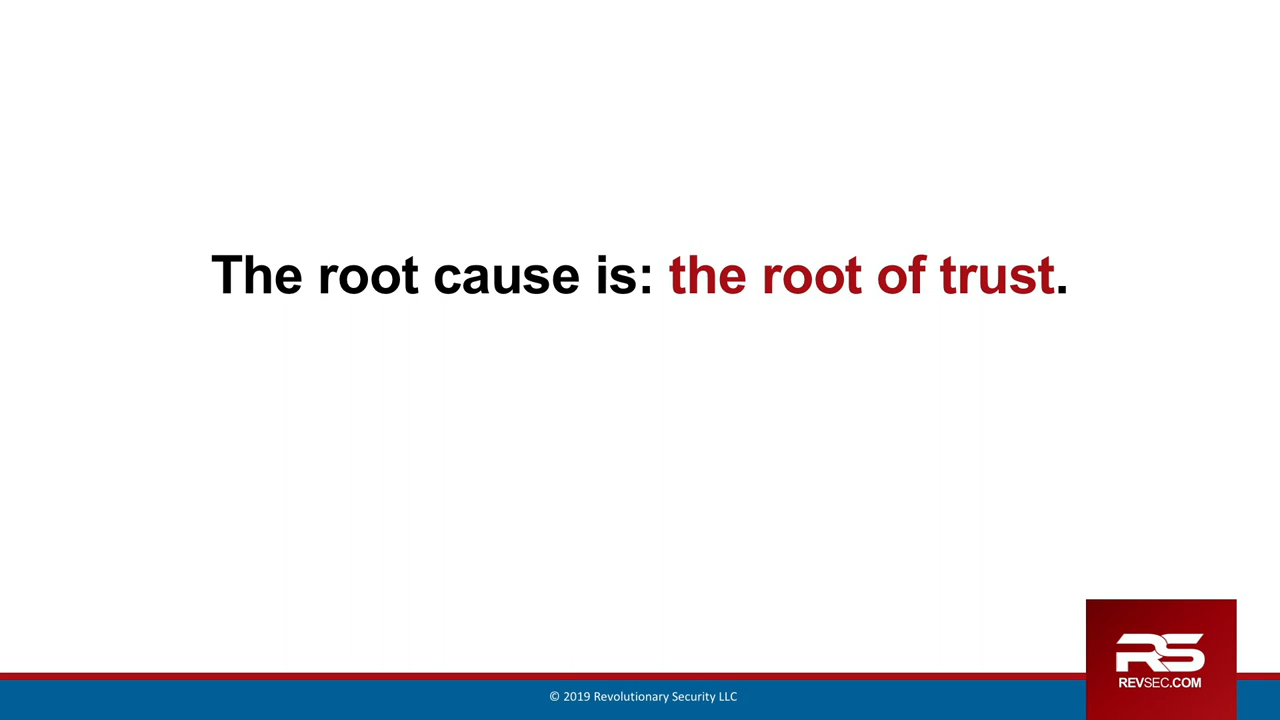 The root cause is: the root of trust.
RS
REVSEC.COM
© 2019 Revolutionary Security LLC